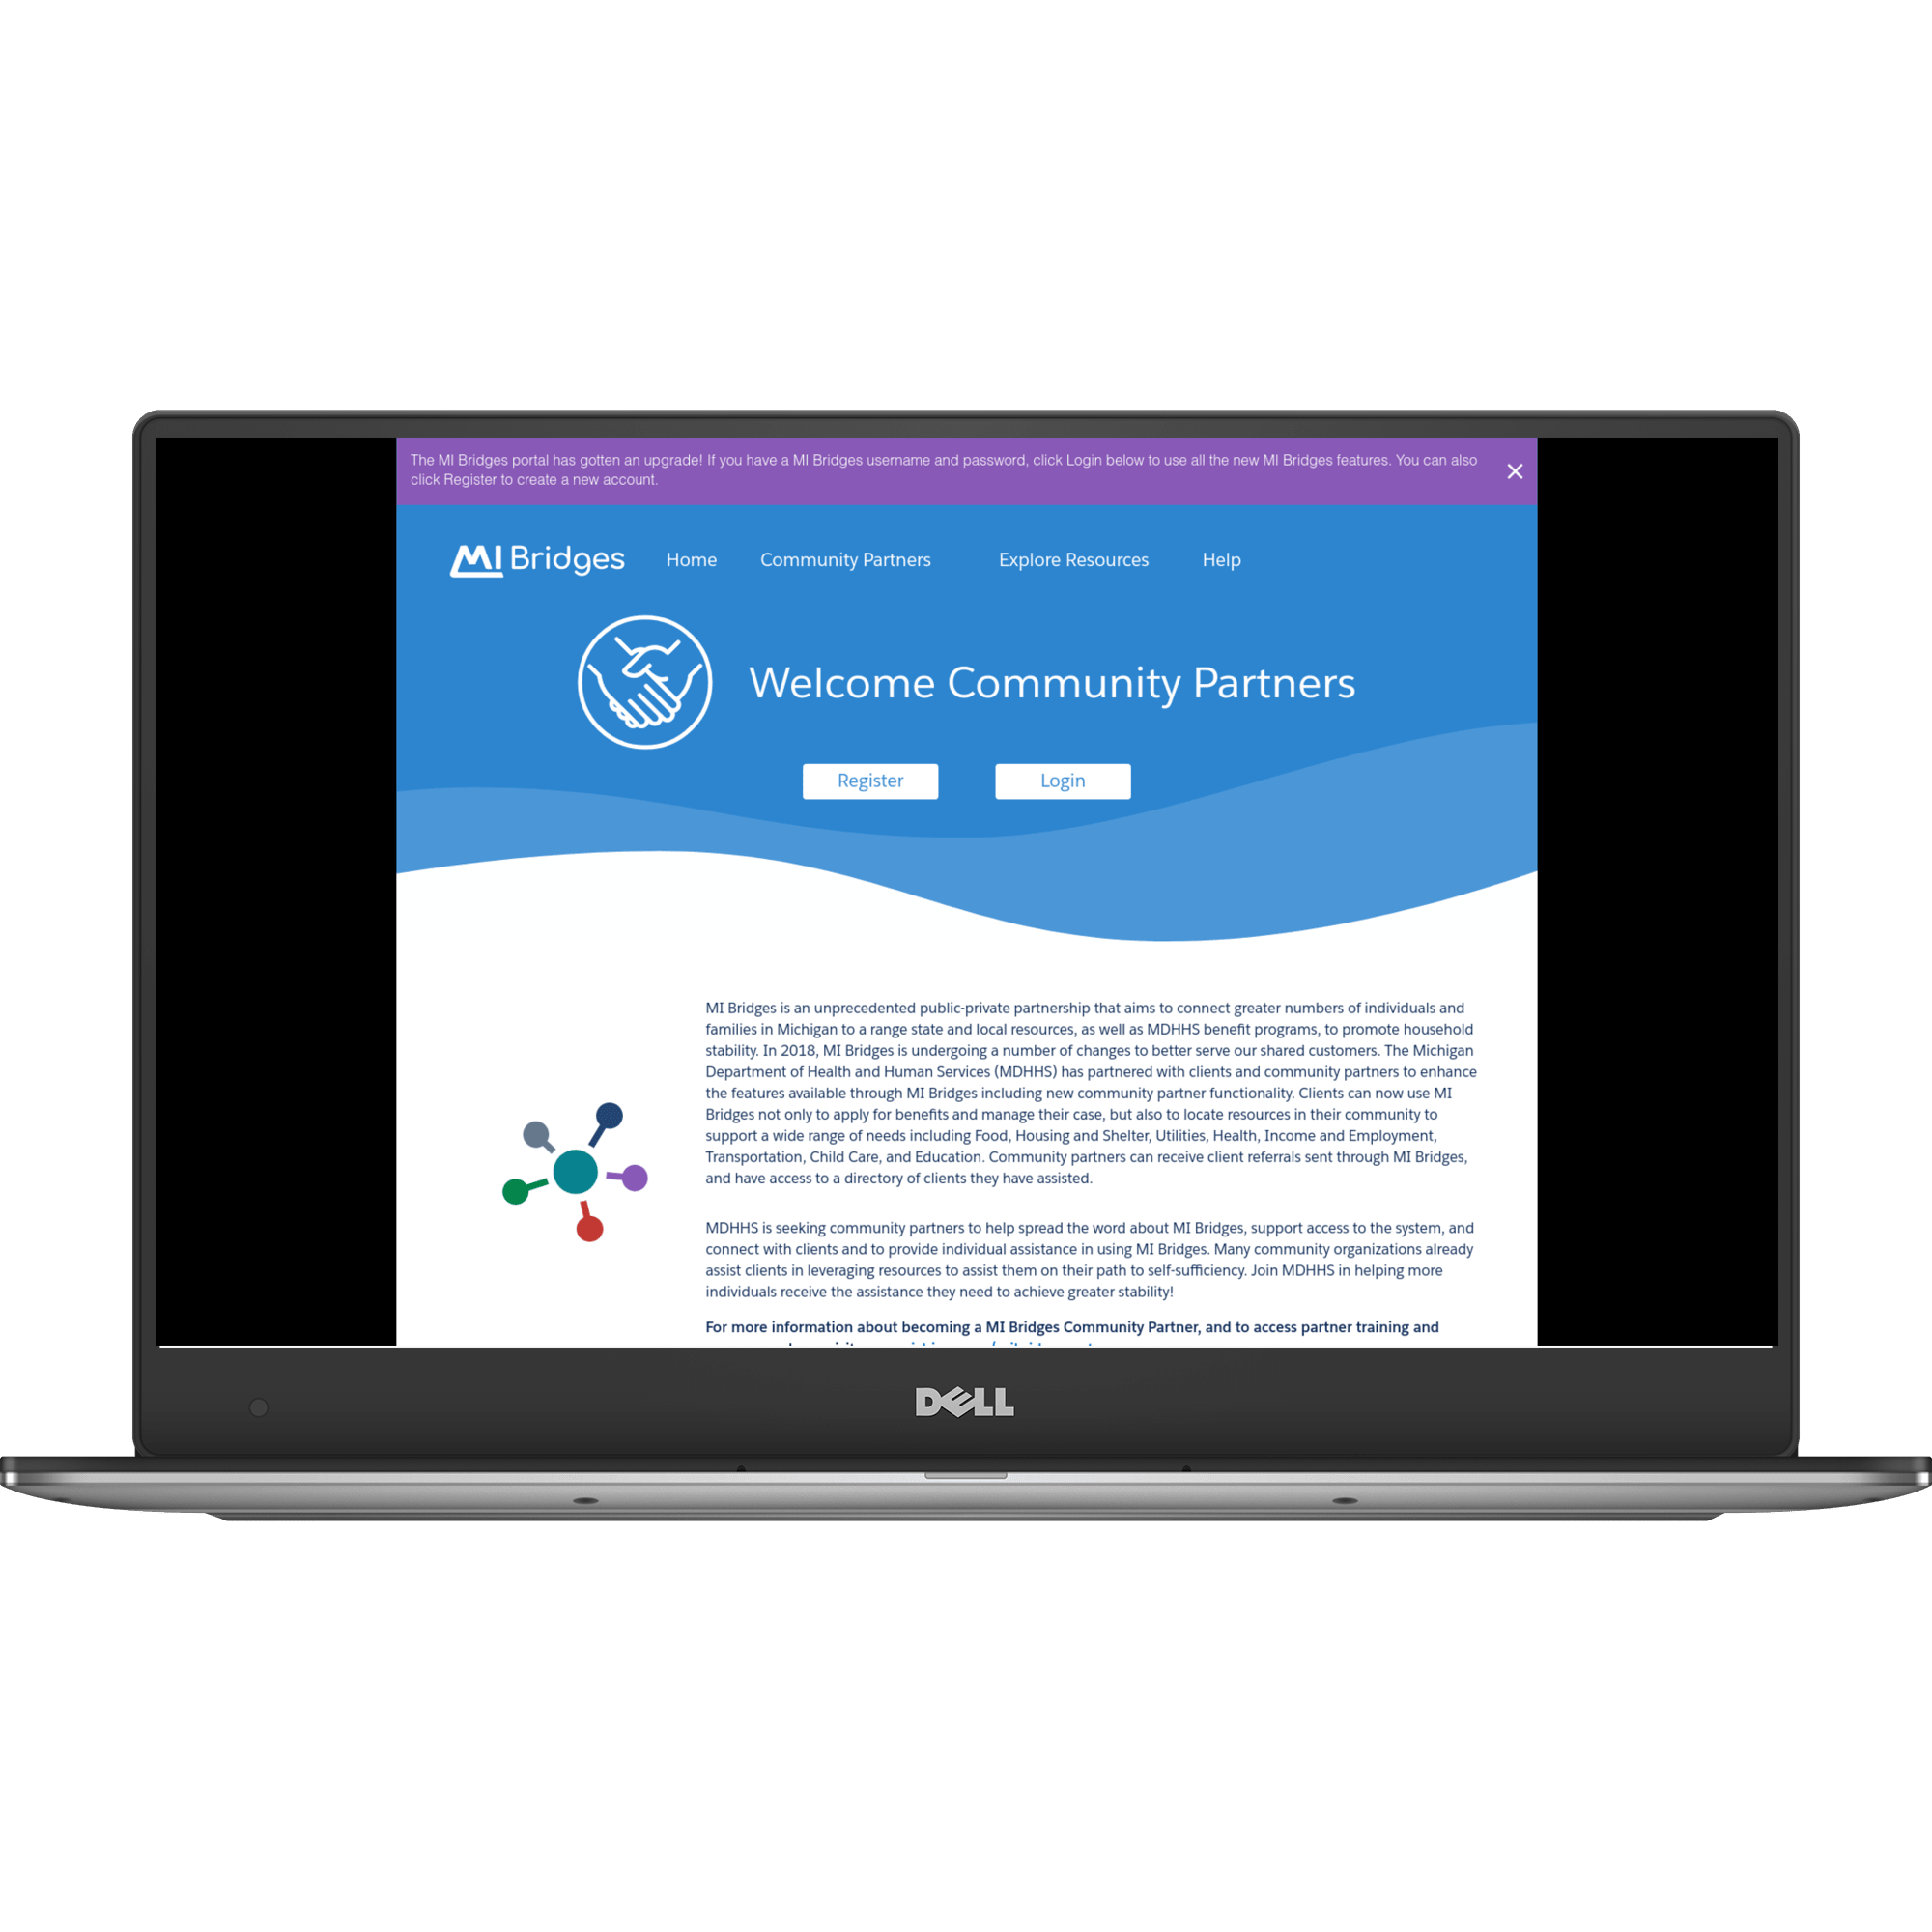 The MI Bridges portal has gotten an upgrade! If you have a MI Bridges username and password, click Login below to use all the new MI Bridges features. You can also
click Register to create a new account.
MI Bridges Home Community Partners Explore Resources Help
Welcome Community Partners
Register Login
MI Bridges is an unprecedented public-private partnership that aims to connect greater numbers of individuals and
families in Michigan to a range state and local resources, as well as MDHHS benefit programs, to promote household
stability. In 2018, MI Bridges is undergoing a number of changes to better serve our shared customers. The Michigan
Department of Health and Human Services (MDHHS) has partnered with clients and community partners to enhance
the features available through MI Bridges including new community partner functionality. Clients can now use MI
Bridges not only to apply for benefits and manage their case, but also to locate resources in their community to
support a wide range of needs including Food, Housing and Shelter, Utilities, Health, Income and Employment,
Transportation, Child Care, and Education. Community partners can receive client referrals sent through MI Bridges,
and have access to a directory of clients they have assisted.
MDHHS is seeking community partners to help spread the word about MI Bridges, support access to the system, and
connect with clients and to provide individual assistance in using MI Bridges. Many community organizations already
assist clients in leveraging resources to assist them on their path to self-sufficiency. Join MDHHS in helping more
individuals receive the assistance they need to achieve greater stability!
For more information about becoming a MI Bridges Community Partner, and to access partner training and
DELL